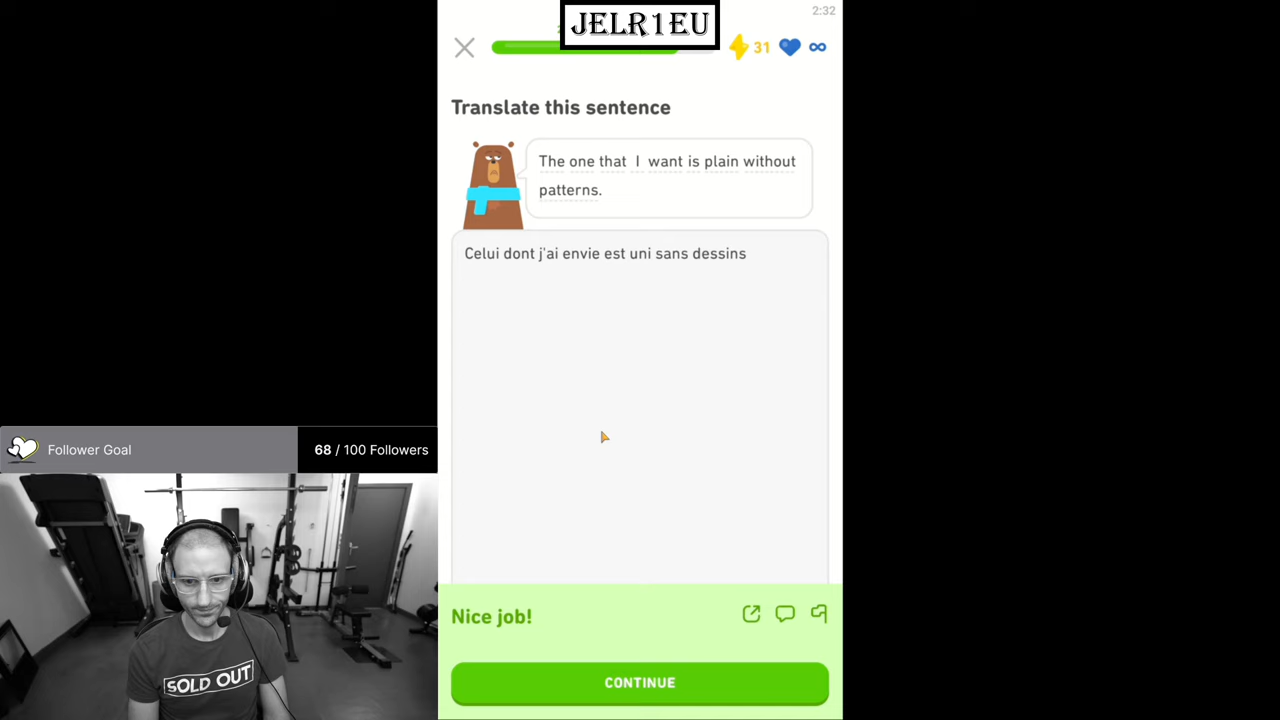 JELR1EU
2:32
31
Translate this sentence
The one that I want is plain without
patterns.
Celui dont j'ai envie est uni sans dessins
Follower Goal
68 / 100 Followers
SOLD OUT
Nice job!
CONTINUE